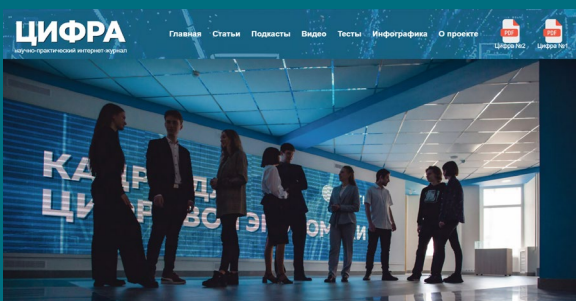 ЦИФРА
научно-практический интернет-журнал
Главная Статьи Подкасты Видео Тесты Инфографика О проекте
PDF PDF
Цифра №2 Цифра №1